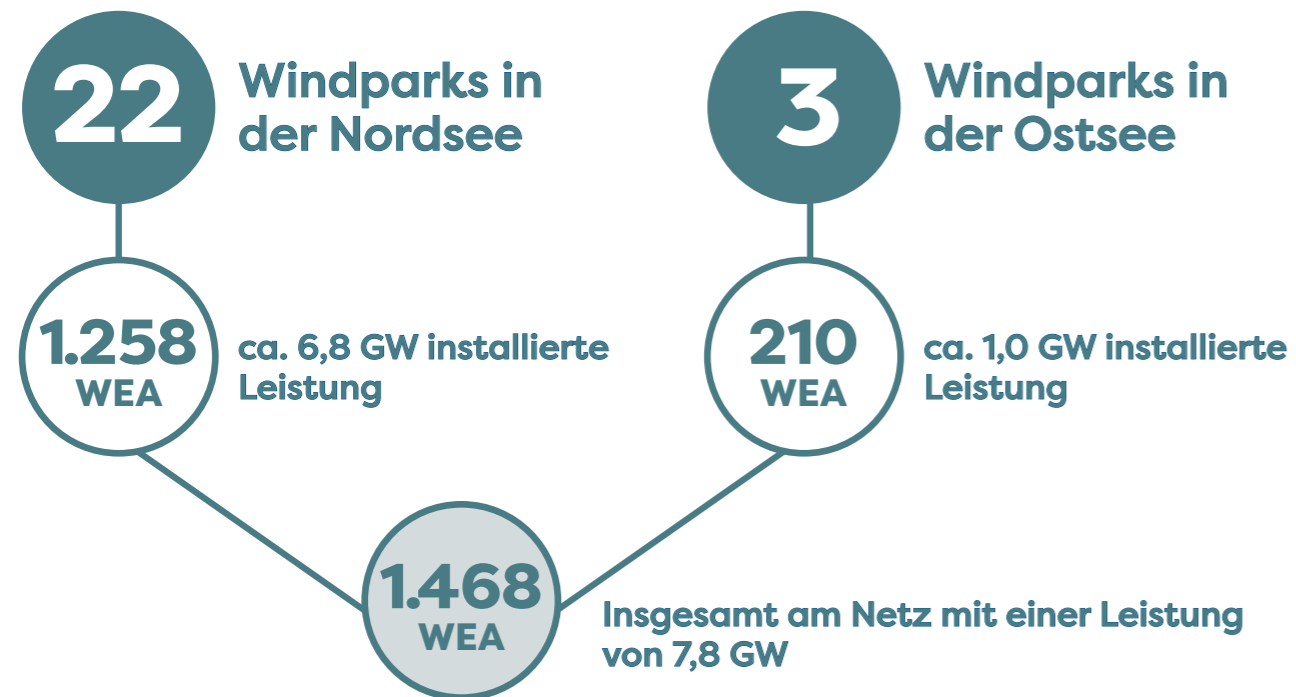 22
Windparks in
der Nordsee
3
Windparks in
der Ostsee
1.258
WEA
ca. 6,8 GW installierte
Leistung
210
WEA
ca. 1,0 GW installierte
Leistung
1.468
WEA
Insgesamt am Netz mit einer Leistung
von 7,8 GW